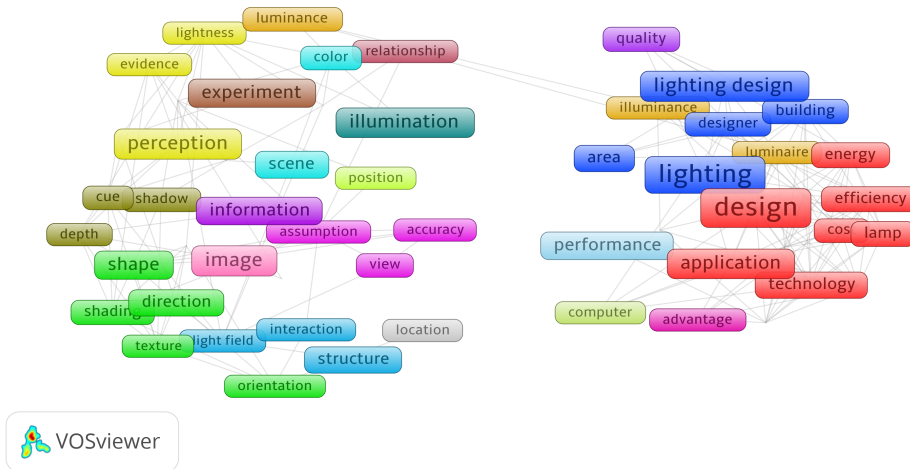 luminance
lightness
relationship
color
evidence
experiment
illumination
perception
scene
position
cue
shadow
information
assumption
accuracy
depth
shape
image
view
direction
shading
interaction
location
light field
texture
structure
orientation
quality
lighting design
illuminance
building
designer
luminaire
energy
area
lighting
efficiency
design
cos
lamp
performance
application
technology
computer
advantage
VOSviewer